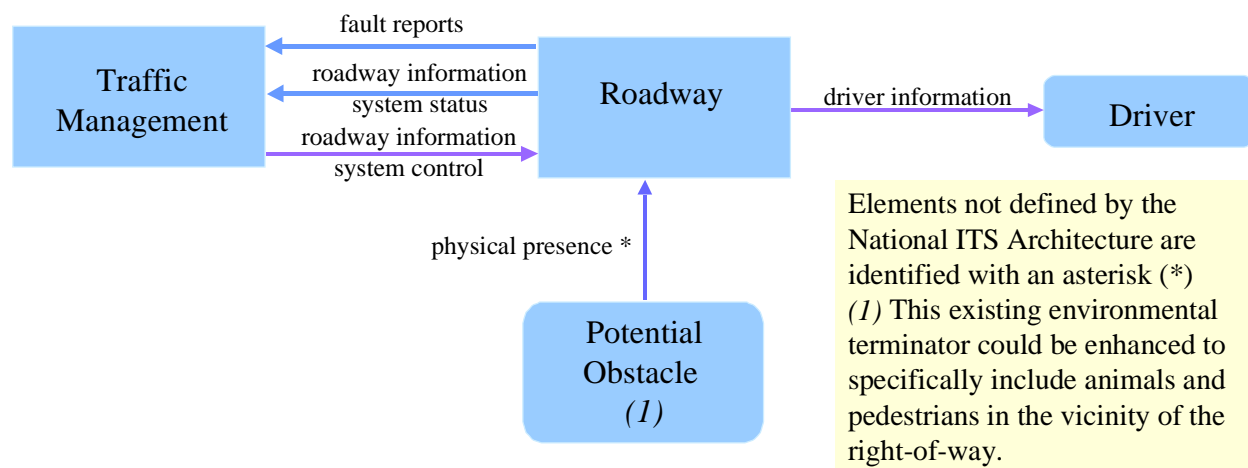 fault reports
Traffic
Management
roadway information
system status
roadway information
system control
Roadway
driver information
Driver
physical presence *
Potential
Obstacle
(1)
Elements not defined by the
National ITS Architecture are
identified with an asterisk (*)
(1) This existing environmental
terminator could be enhanced to
specifically include animals and
pedestrians in the vicinity of the
right-of-way.